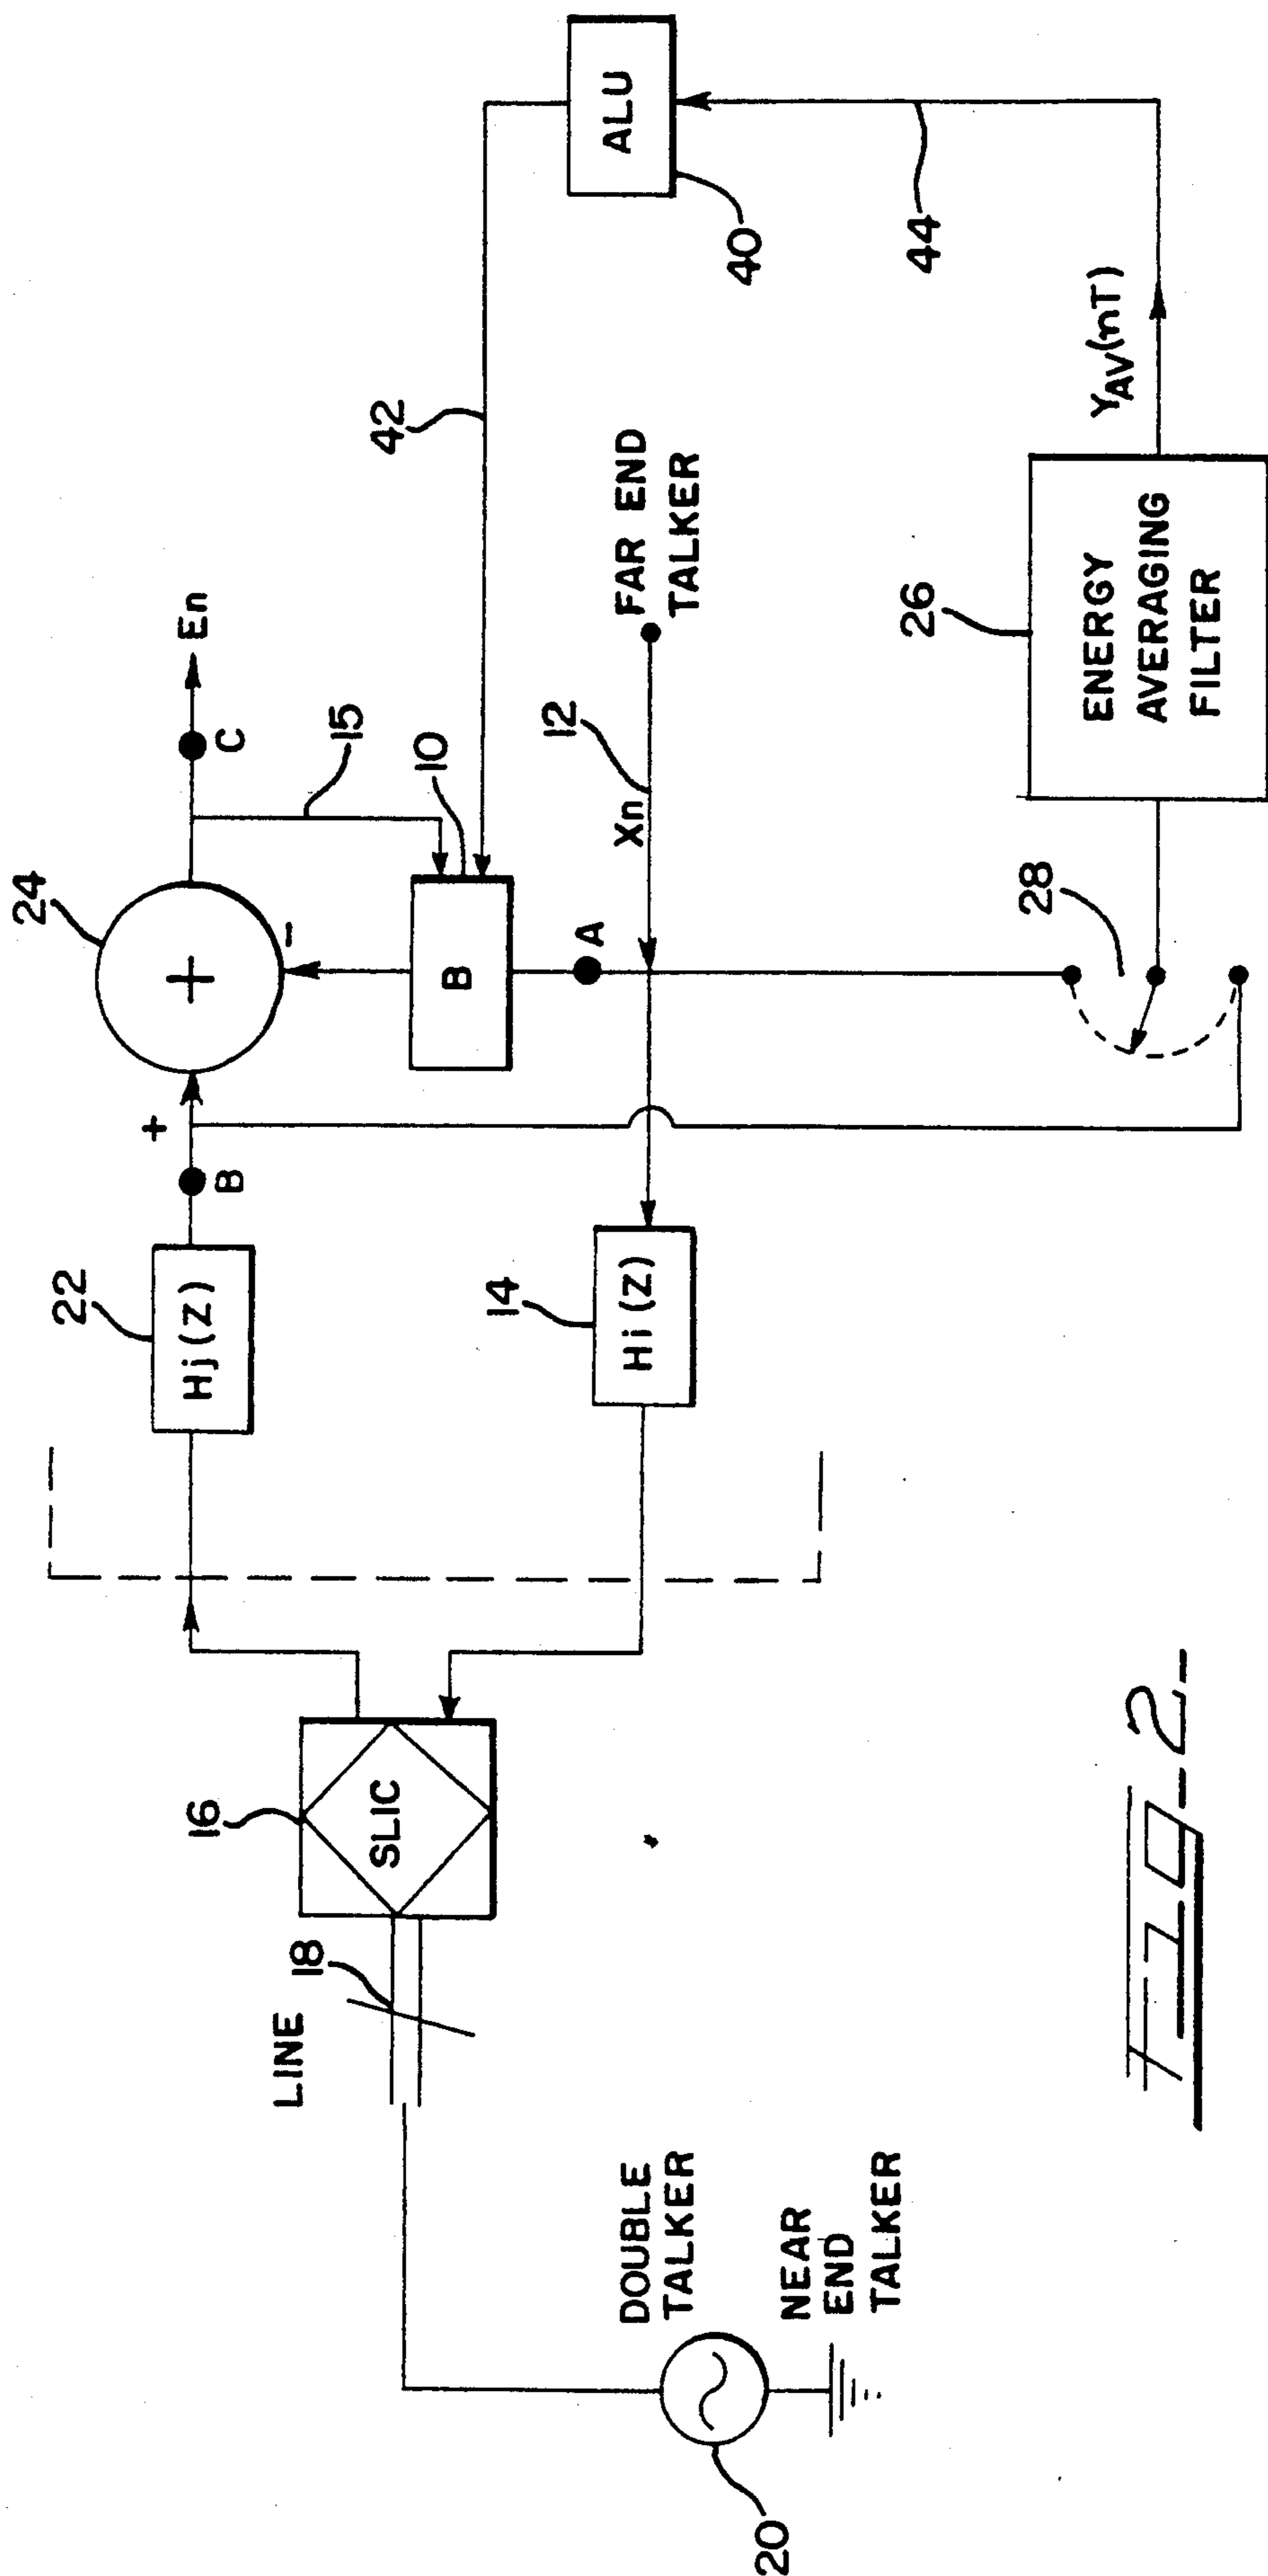 24
En
C
15
42
ALU
40
44
22
Hj(Z)
B
+
+
−
10
B
A
FAR END
TALKER
12
Xn
14
Hi(Z)
28
26
ENERGY
AVERAGING
FILTER
YAV(nT)
16
SLIC
LINE
18
DOUBLE
TALKER
NEAR
END
TALKER
20
FIG-2-